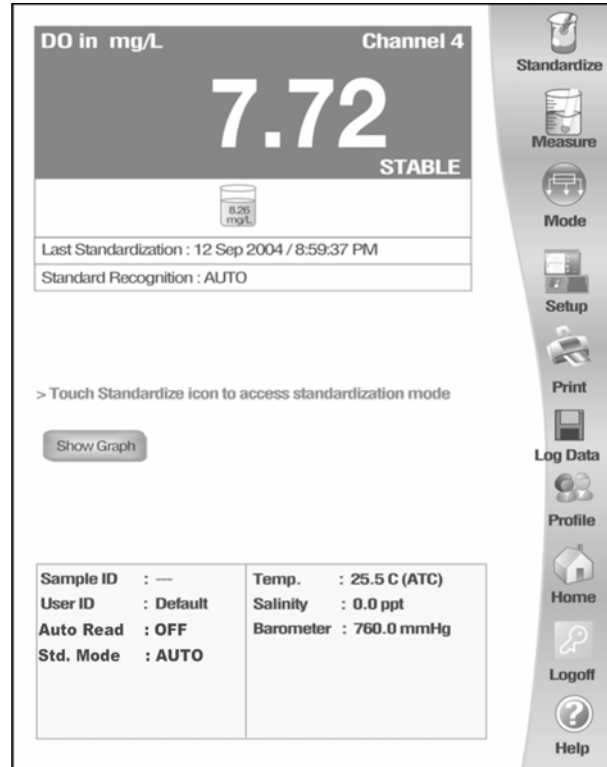 DO in mg/L Channel 4
7.72
STABLE
8.26
mg/L
Last Standardization : 12 Sep 2004 / 8:59:37 PM
Standard Recognition : AUTO
> Touch Standardize icon to access standardization mode
Show Graph
Sample ID : ---
User ID : Default
Auto Read : OFF
Std. Mode : AUTO
Temp. : 25.5 C (ATC)
Salinity : 0.0 ppt
Barometer : 760.0 mmHg
Standardize
Measure
Mode
Setup
Print
Log Data
Profile
Home
Logoff
Help